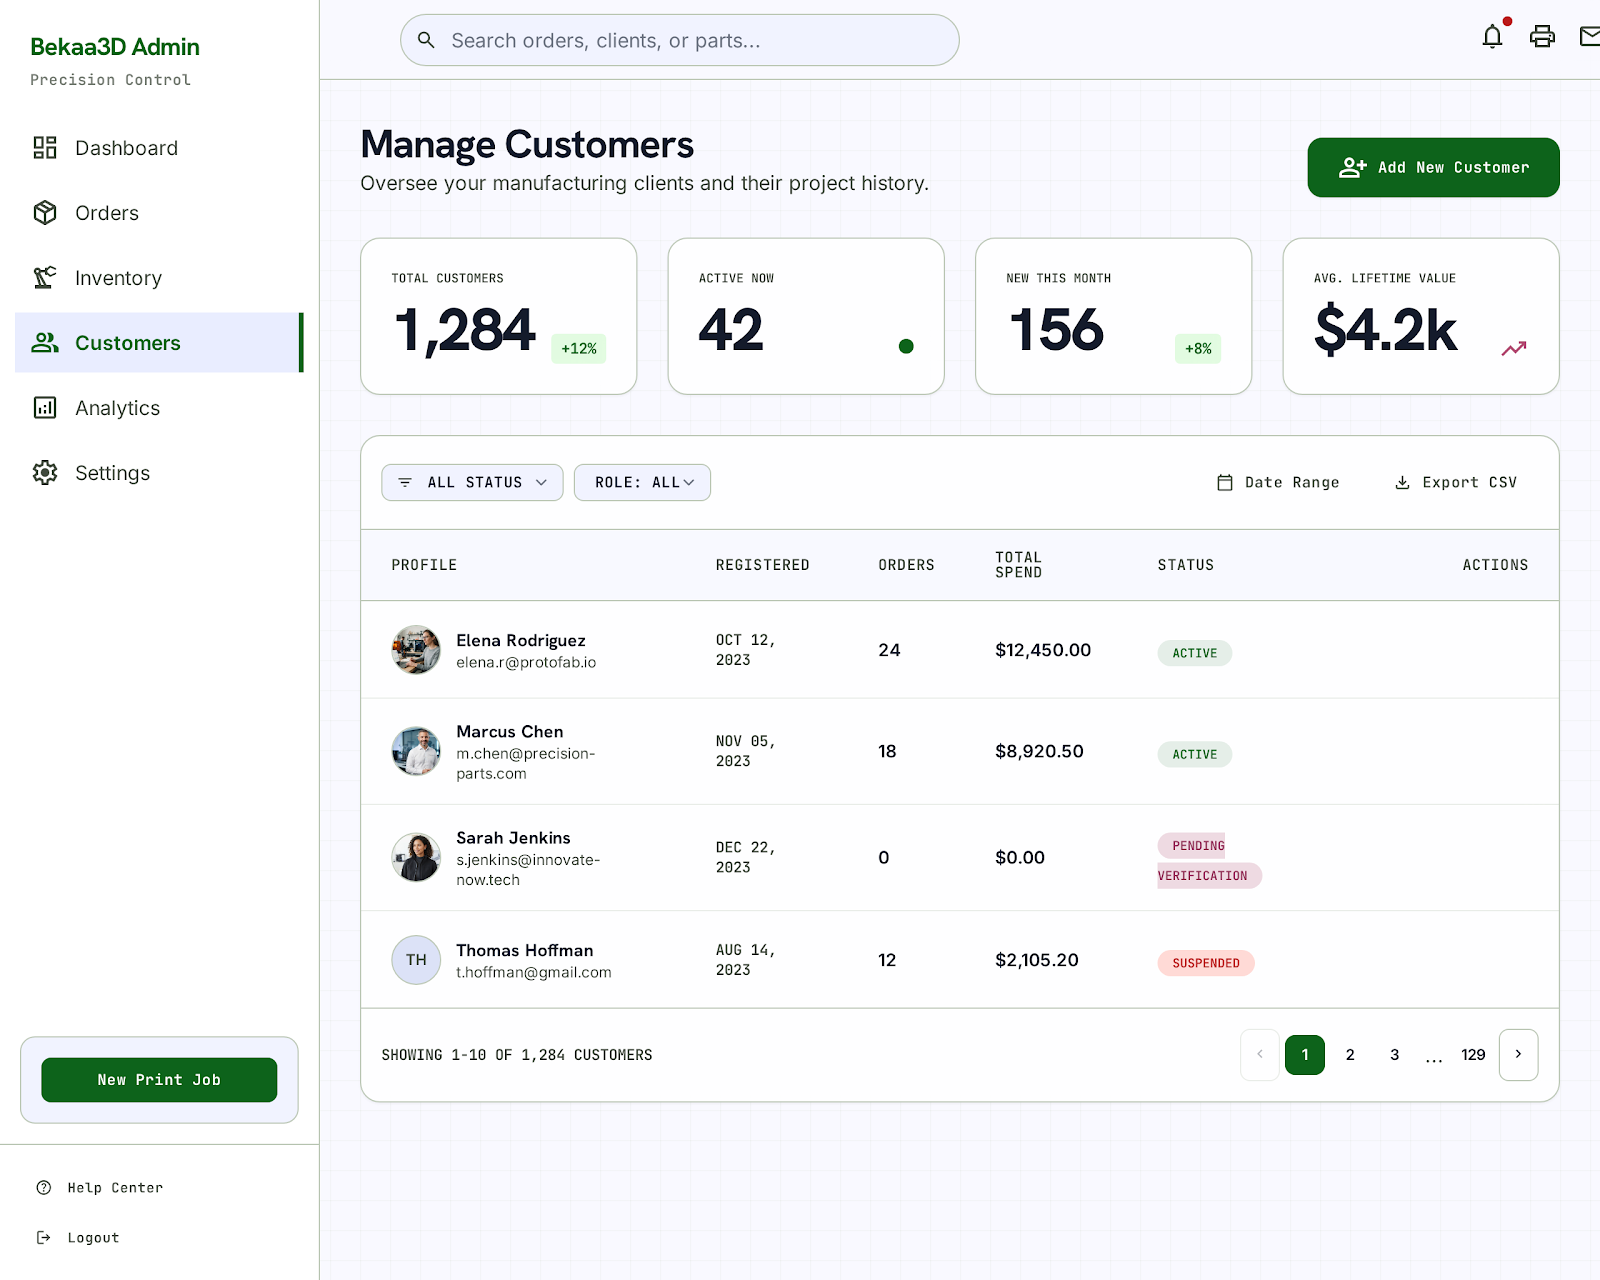 Bekaa3D Admin
Precision Control
Dashboard
Orders
Inventory
Customers
Analytics
Settings
New Print Job
Help Center
Logout
Search orders, clients, or parts...
Manage Customers
Oversee your manufacturing clients and their project history.
Add New Customer
TOTAL CUSTOMERS
1,284
+12%
ACTIVE NOW
42
NEW THIS MONTH
156
+8%
AVG. LIFETIME VALUE
$4.2k
ALL STATUS
ROLE: ALL
Date Range
Export CSV
PROFILE
REGISTERED
ORDERS
TOTAL
SPEND
STATUS
ACTIONS
Elena Rodriguez
elena.r@protofab.io
OCT 12,
2023
24
$12,450.00
ACTIVE
Marcus Chen
m.chen@precision-
parts.com
NOV 05,
2023
18
$8,920.50
ACTIVE
Sarah Jenkins
s.jenkins@innovate-
now.tech
DEC 22,
2023
0
$0.00
PENDING
VERIFICATION
TH
Thomas Hoffman
t.hoffman@gmail.com
AUG 14,
2023
12
$2,105.20
SUSPENDED
SHOWING 1-10 OF 1,284 CUSTOMERS
1
2
3
...
129